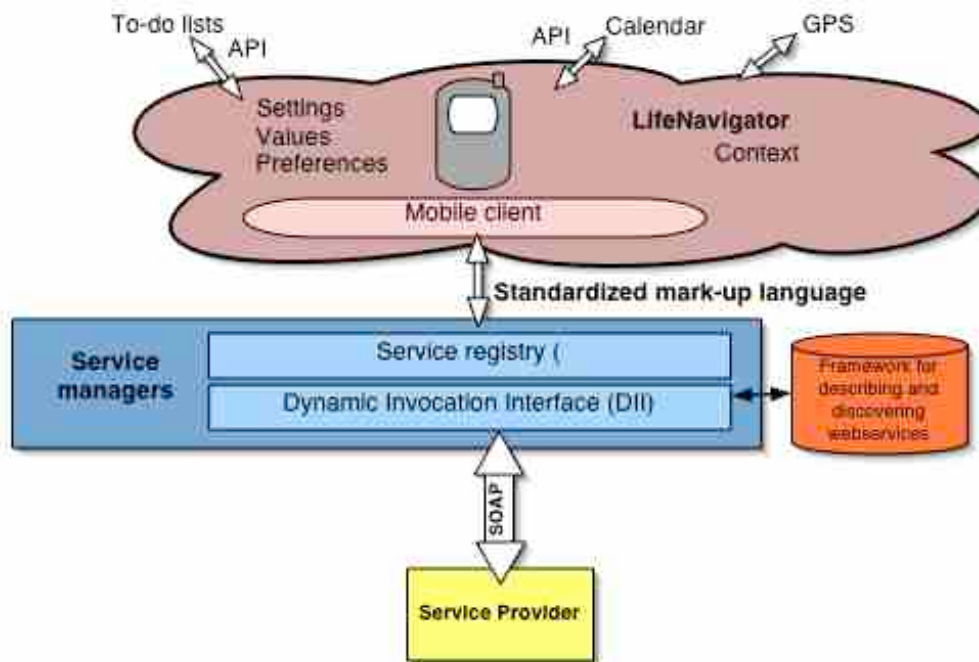 To-do lists
API
API
Calendar
GPS
Settings
Values
Preferences
LifeNavigator
Context
Mobile client
Standardized mark-up language
Service
managers
Service registry (
Dynamic Invocation Interface (DII)
Framework for
describing and
discovering
webservices
SOAP
Service Provider